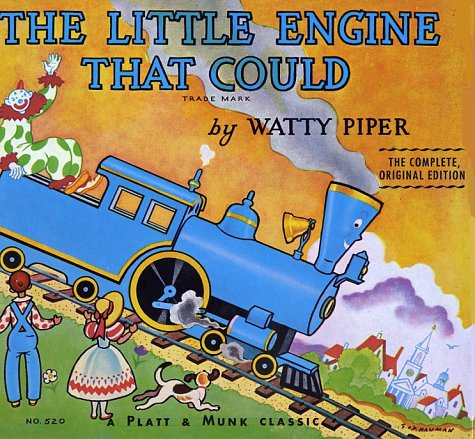 THE LITTLE ENGINE
THAT COULD
TRADE MARK
by WATTY PIPER
THE COMPLETE,
ORIGINAL EDITION
NO. 520
A PLATT & MUNK CLASSIC
HAUMAN